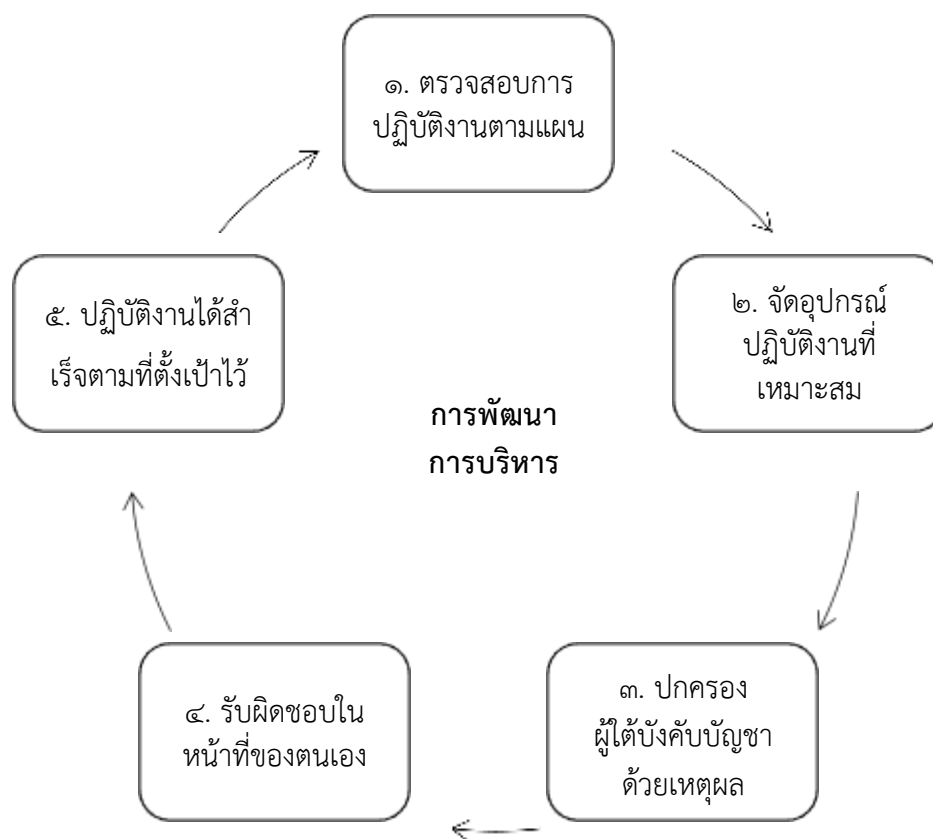 ๑. ตรวจสอบการ
ปฏิบัติงานตามแผน
๒. จัดอุปกรณ์
ปฏิบัติงานที่
เหมาะสม
๓. ปกครอง
ผู้ใต้บังคับบัญชา
ด้วยเหตุผล
๔. รับผิดชอบใน
หน้าที่ของตนเอง
๕. ปฏิบัติงานได้สำ
เร็จตามที่ตั้งเป้าไว้
การพัฒนา
การบริหาร